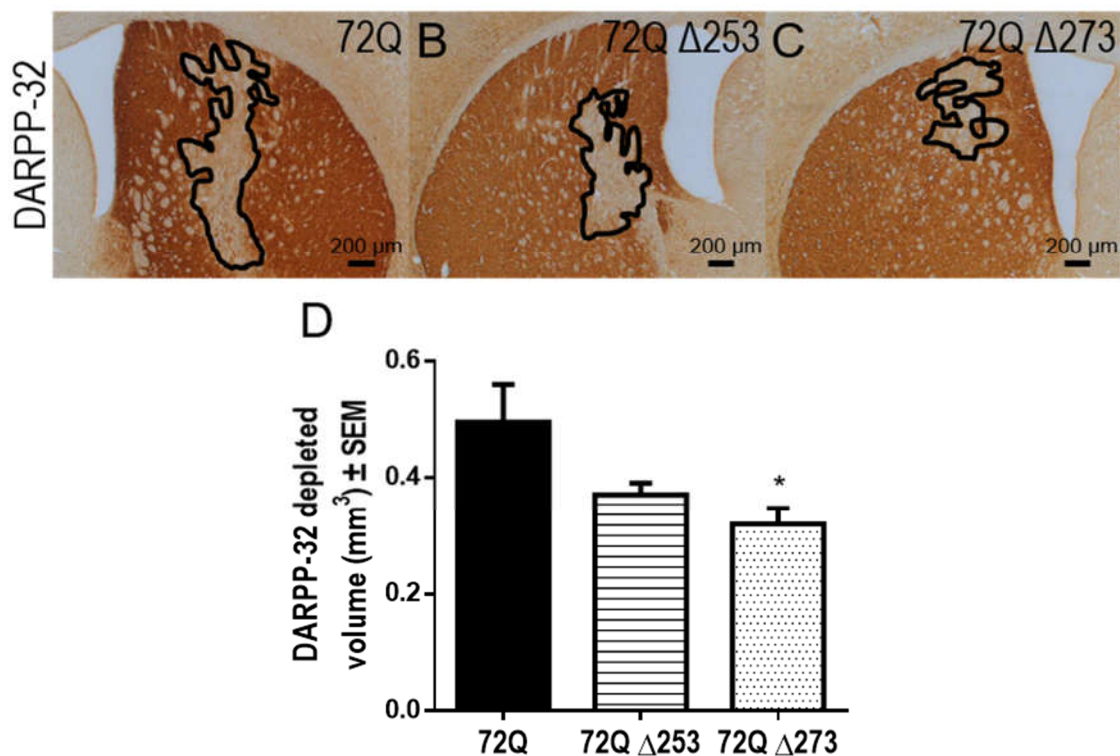 DARPP-32
72Q
B
72Q Δ253
C
72Q Δ273
200 µm
200 µm
200 µm
D
DARPP-32 depleted
volume (mm³) ± SEM
0.6
0.4
0.2
0.0
*
72Q
72Q Δ253
72Q Δ273